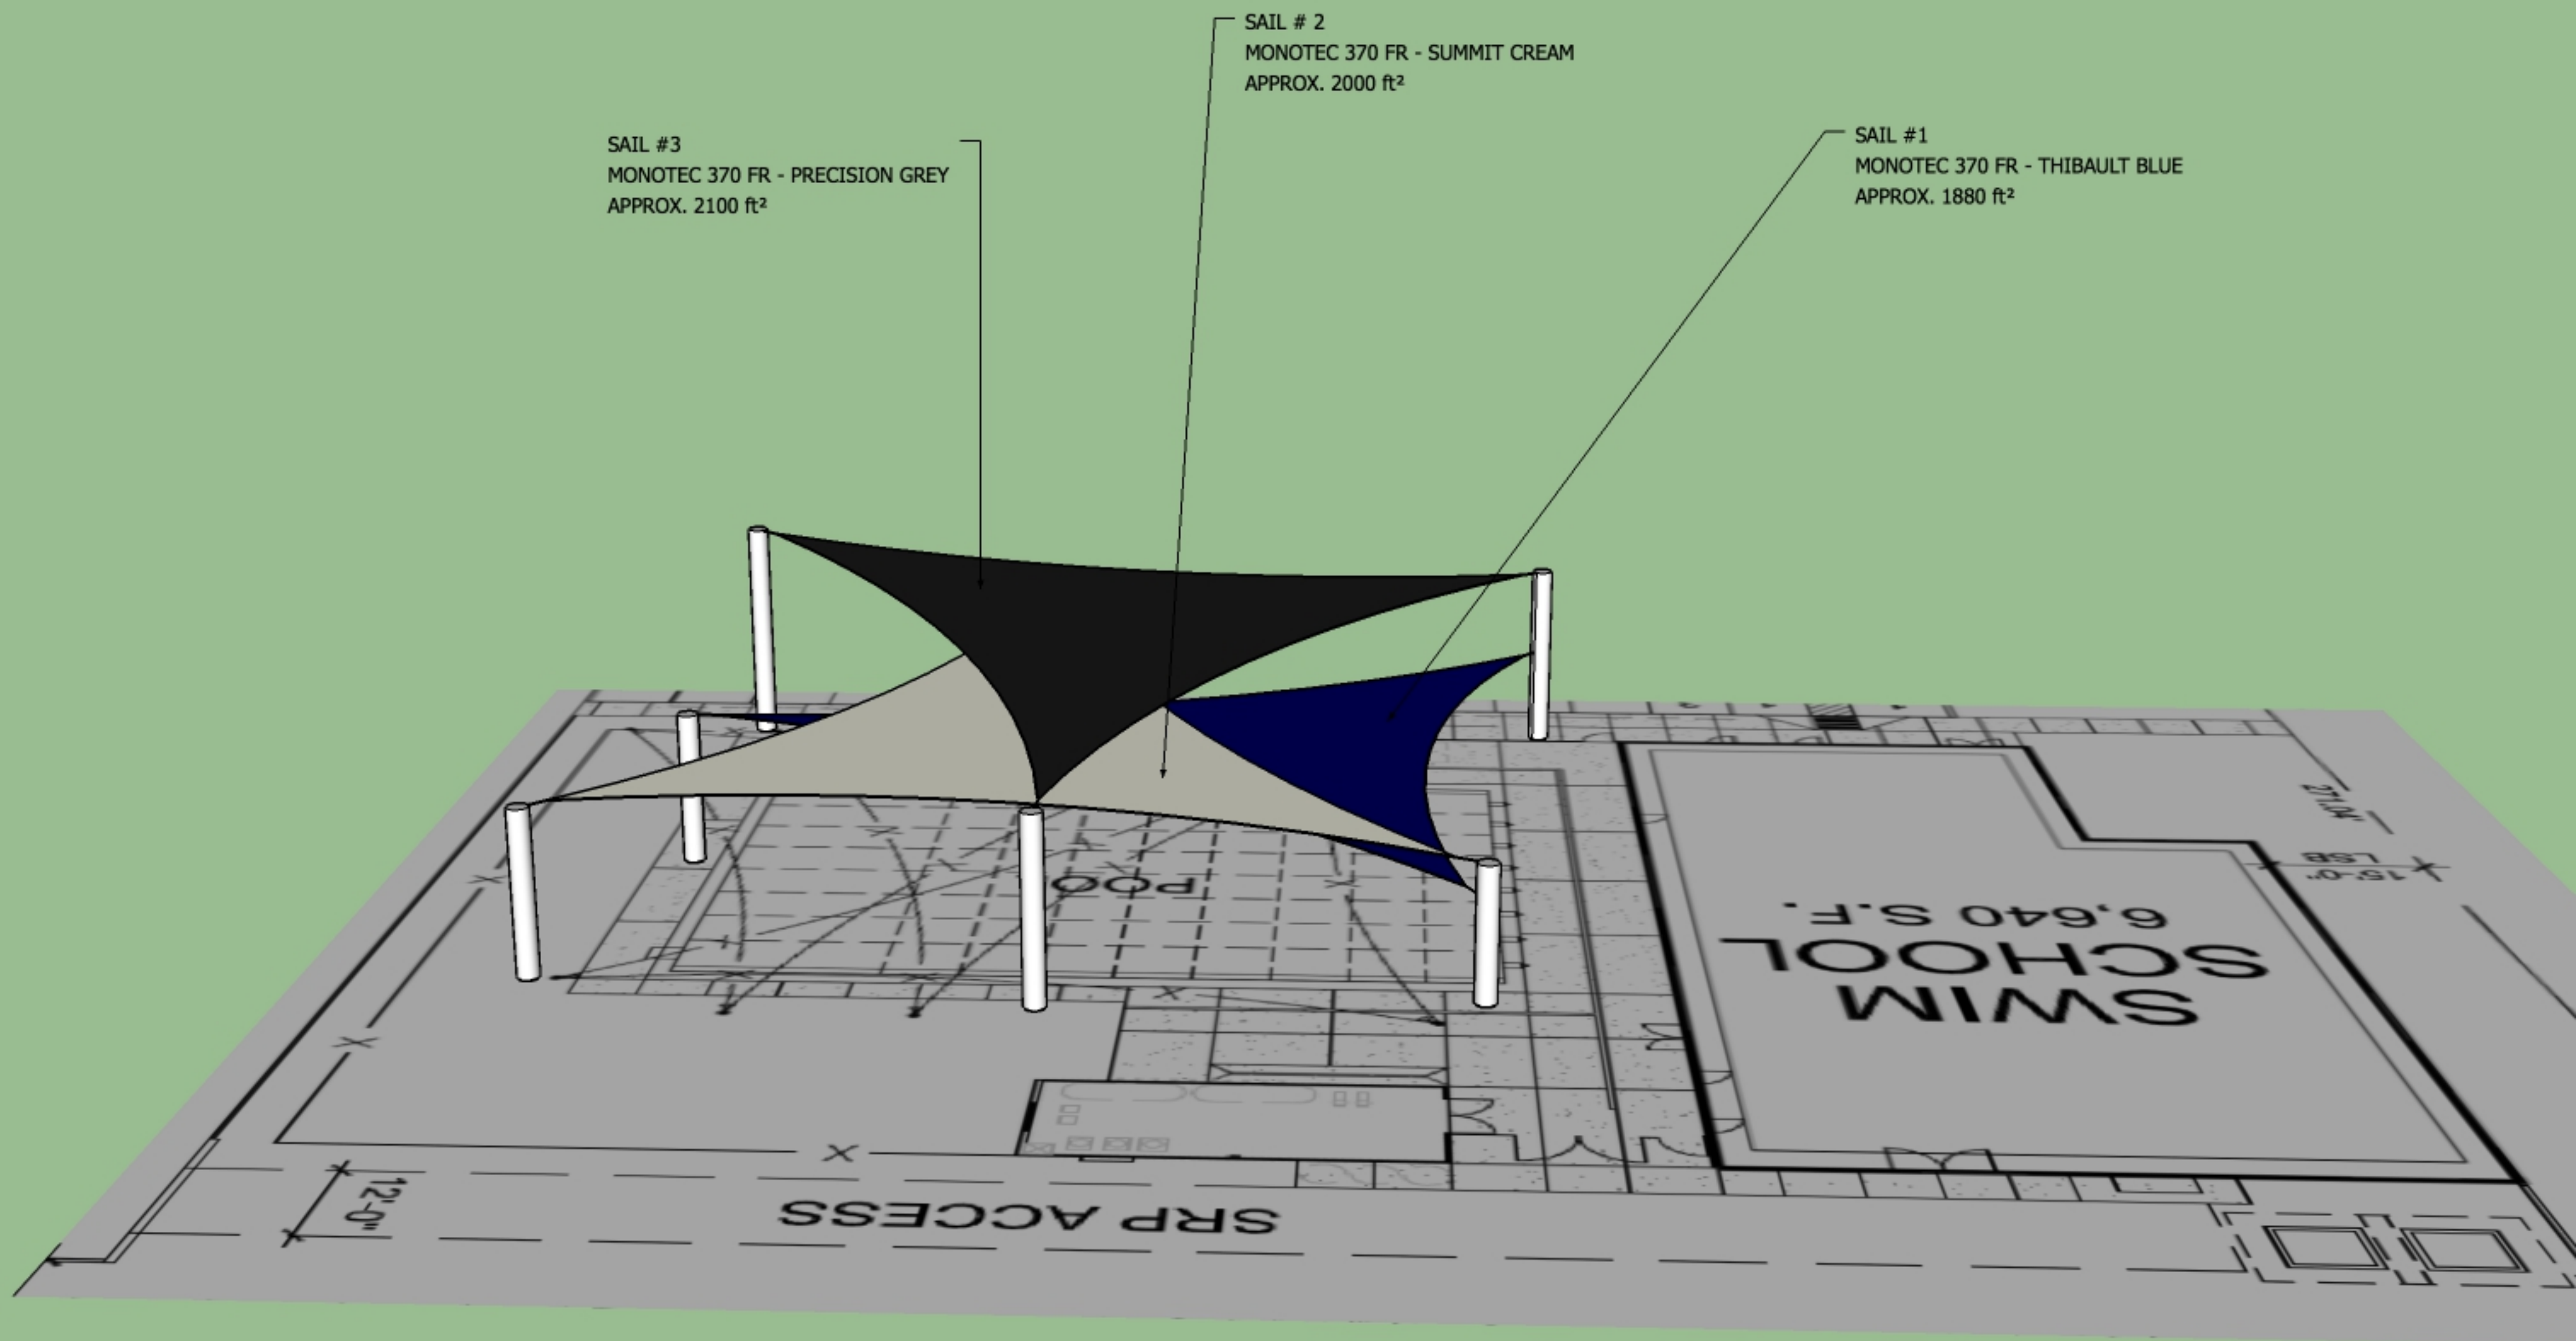 SAIL # 2
MONOTEC 370 FR - SUMMIT CREAM
APPROX. 2000 ft²
SAIL #1
MONOTEC 370 FR - THIBAULT BLUE
APPROX. 1880 ft²
SAIL #3
MONOTEC 370 FR - PRECISION GREY
APPROX. 2100 ft²
271.04'
15'-0"
LSB
POO
SWIM
SCHOOL
6,640 S.F.
12'-0"
SRP ACCESS